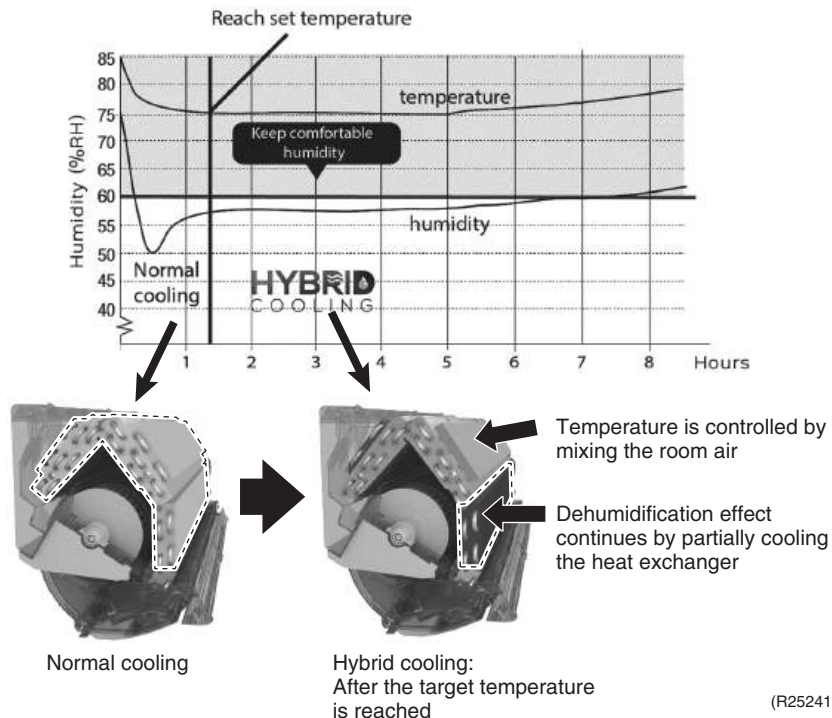 Reach set temperature
85
80
75
70
65
60
55
50
45
40
Humidity (%RH)
temperature
Keep comfortable
humidity
humidity
Normal
cooling
HYBRID
COOLING
1 2 3 4 5 6 7 8 Hours
Temperature is controlled by
mixing the room air
Dehumidification effect
continues by partially cooling
the heat exchanger
Normal cooling
Hybrid cooling:
After the target temperature
is reached
(R25241